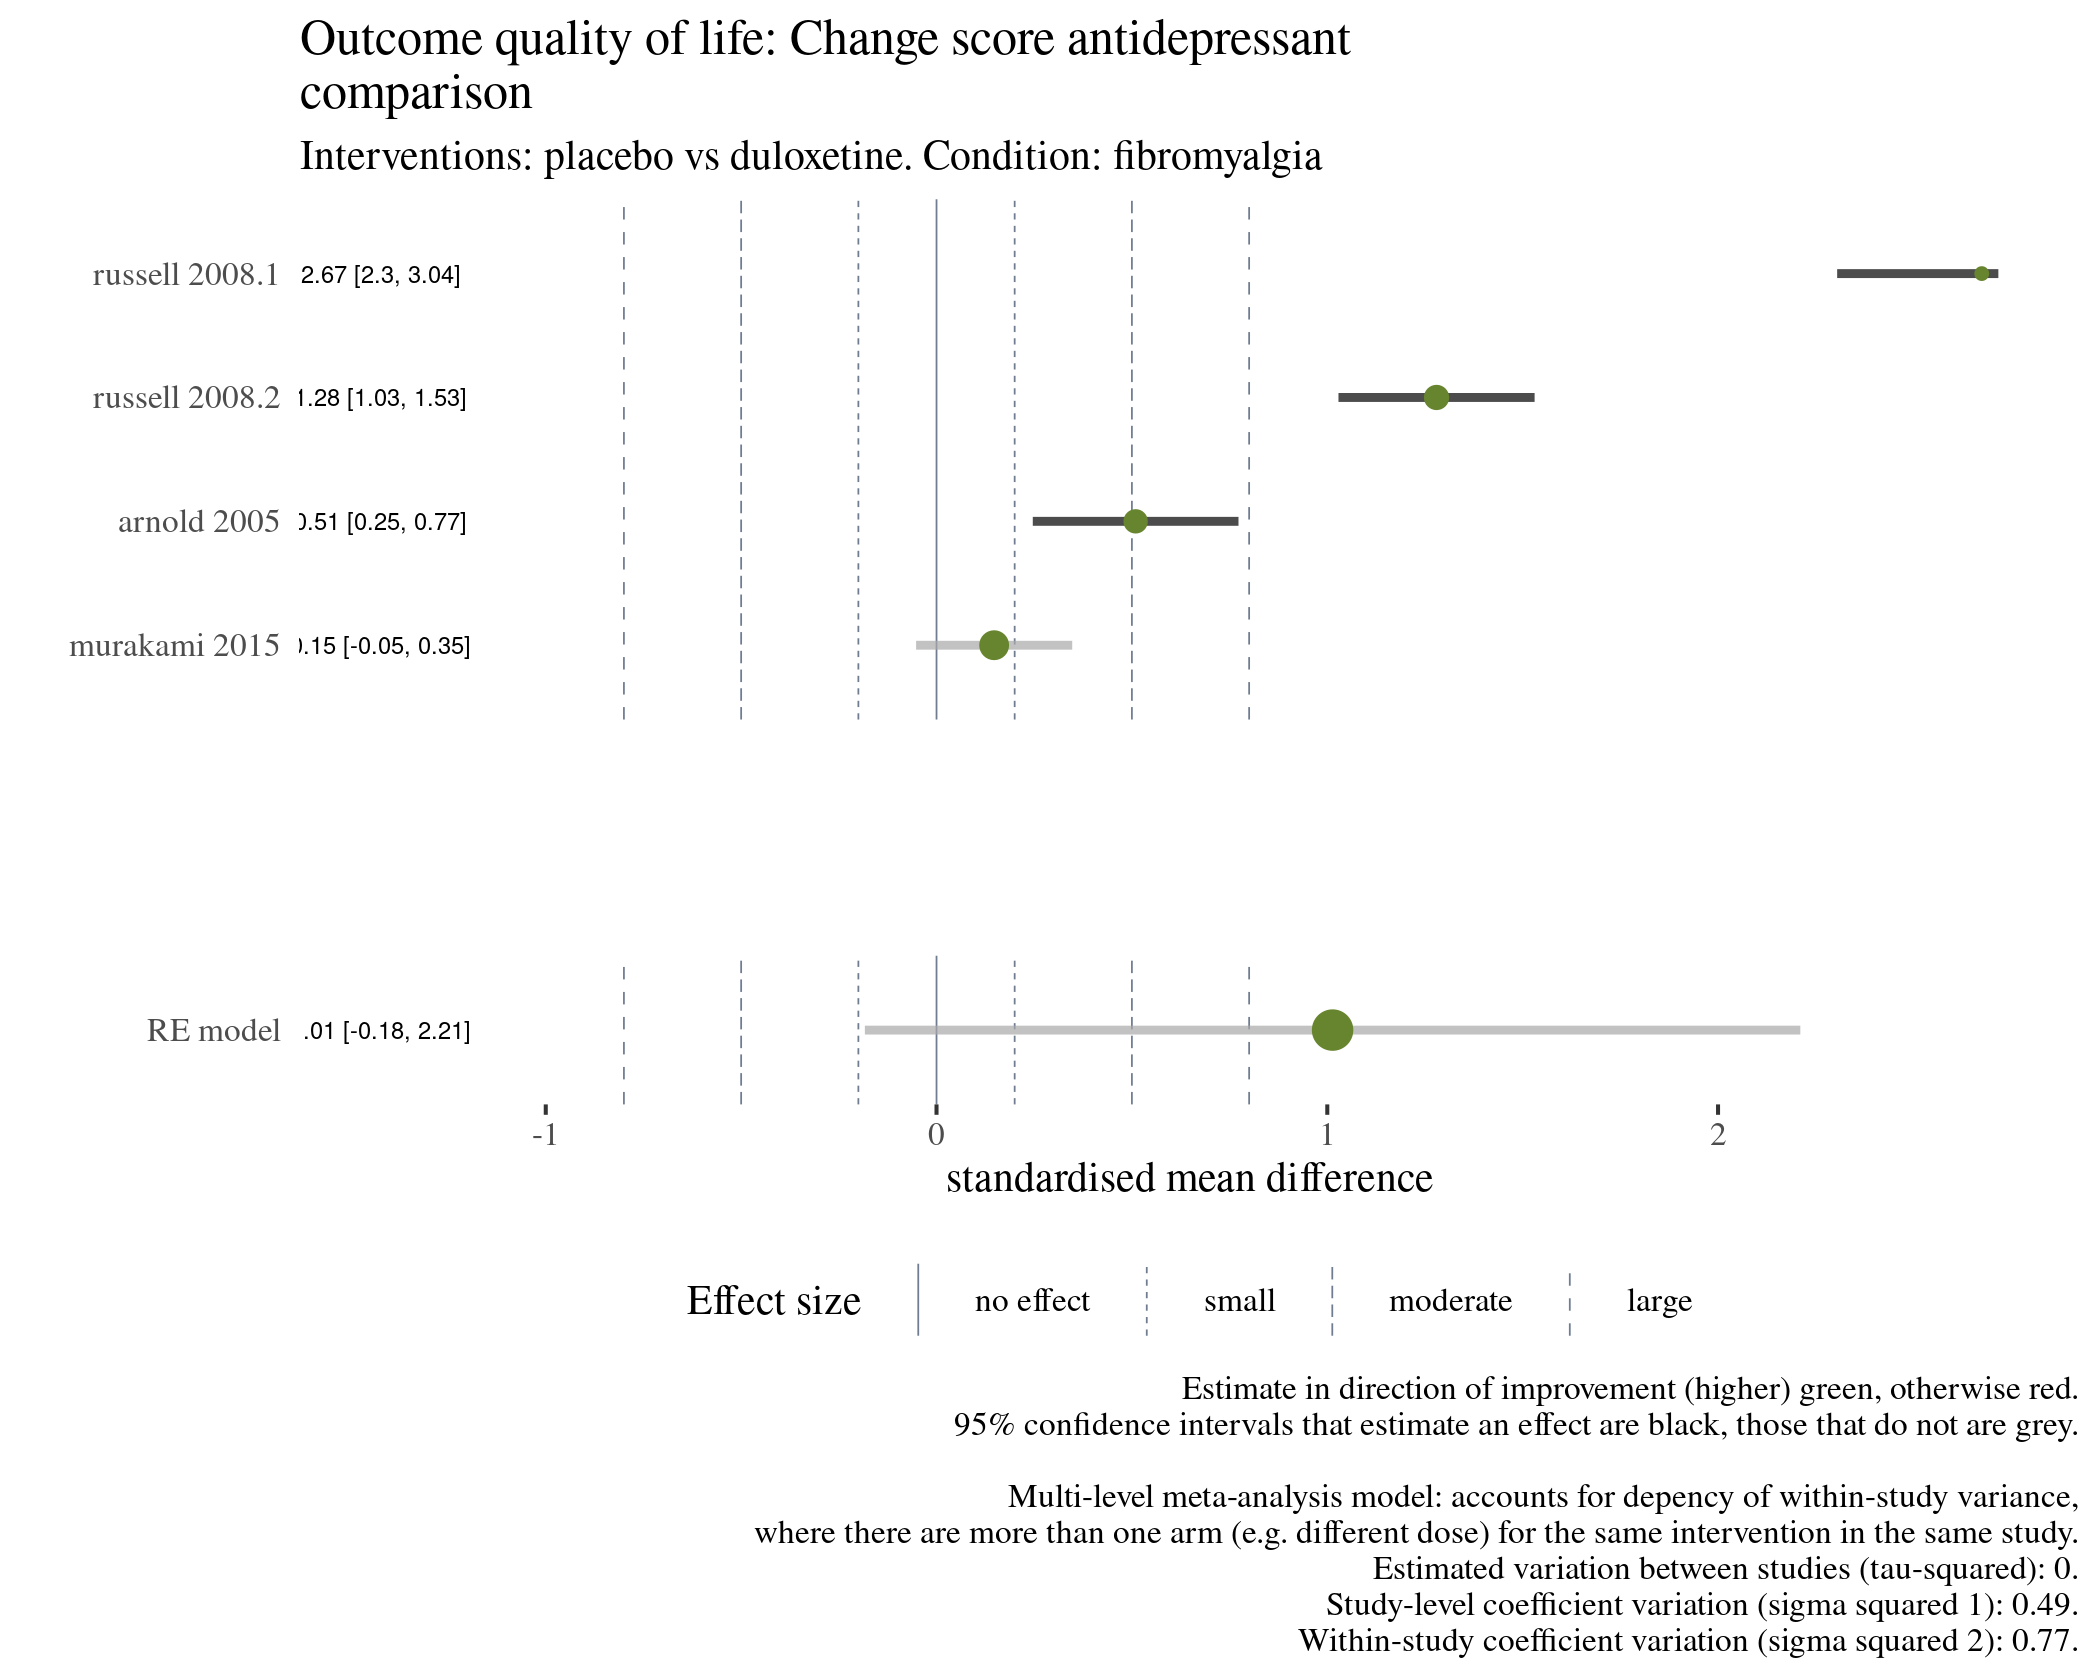 Outcome quality of life: Change score antidepressant
comparison
Interventions: placebo vs duloxetine. Condition: fibromyalgia
russell 2008.1 2.67 [2.3, 3.04]
russell 2008.2 1.28 [1.03, 1.53]
arnold 2005 0.51 [0.25, 0.77]
murakami 2015 0.15 [-0.05, 0.35]
RE model .01 [-0.18, 2.21]
-1 0 1 2
standardised mean difference
Effect size no effect small moderate large
Estimate in direction of improvement (higher) green, otherwise red.
95% confidence intervals that estimate an effect are black, those that do not are grey.
Multi-level meta-analysis model: accounts for depency of within-study variance,
where there are more than one arm (e.g. different dose) for the same intervention in the same study.
Estimated variation between studies (tau-squared): 0.
Study-level coefficient variation (sigma squared 1): 0.49.
Within-study coefficient variation (sigma squared 2): 0.77.